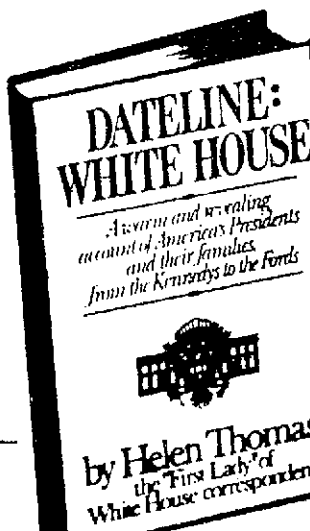 DATELINE:
WHITE HOUSE
A warm and revealing
account of America's Presidents
and their families,
from the Kennedys to the Fords
by Helen Thomas
the "First Lady" of
White House correspondent